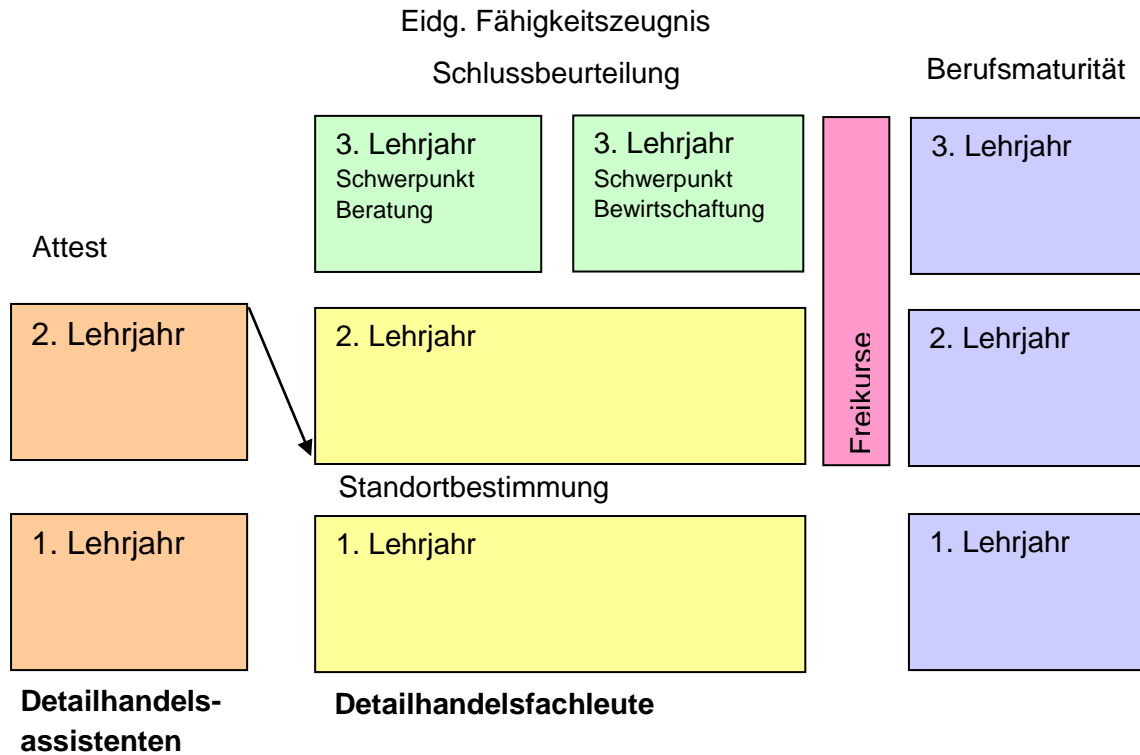 Eidg. Fähigkeitszeugnis
Schlussbeurteilung
Berufsmaturität
3. Lehrjahr
Schwerpunkt
Beratung
3. Lehrjahr
Schwerpunkt
Bewirtschaftung
3. Lehrjahr
Attest
2. Lehrjahr
2. Lehrjahr
Freikurse
2. Lehrjahr
Standortbestimmung
1. Lehrjahr
1. Lehrjahr
1. Lehrjahr
Detailhandels-
assistenten
Detailhandelsfachleute